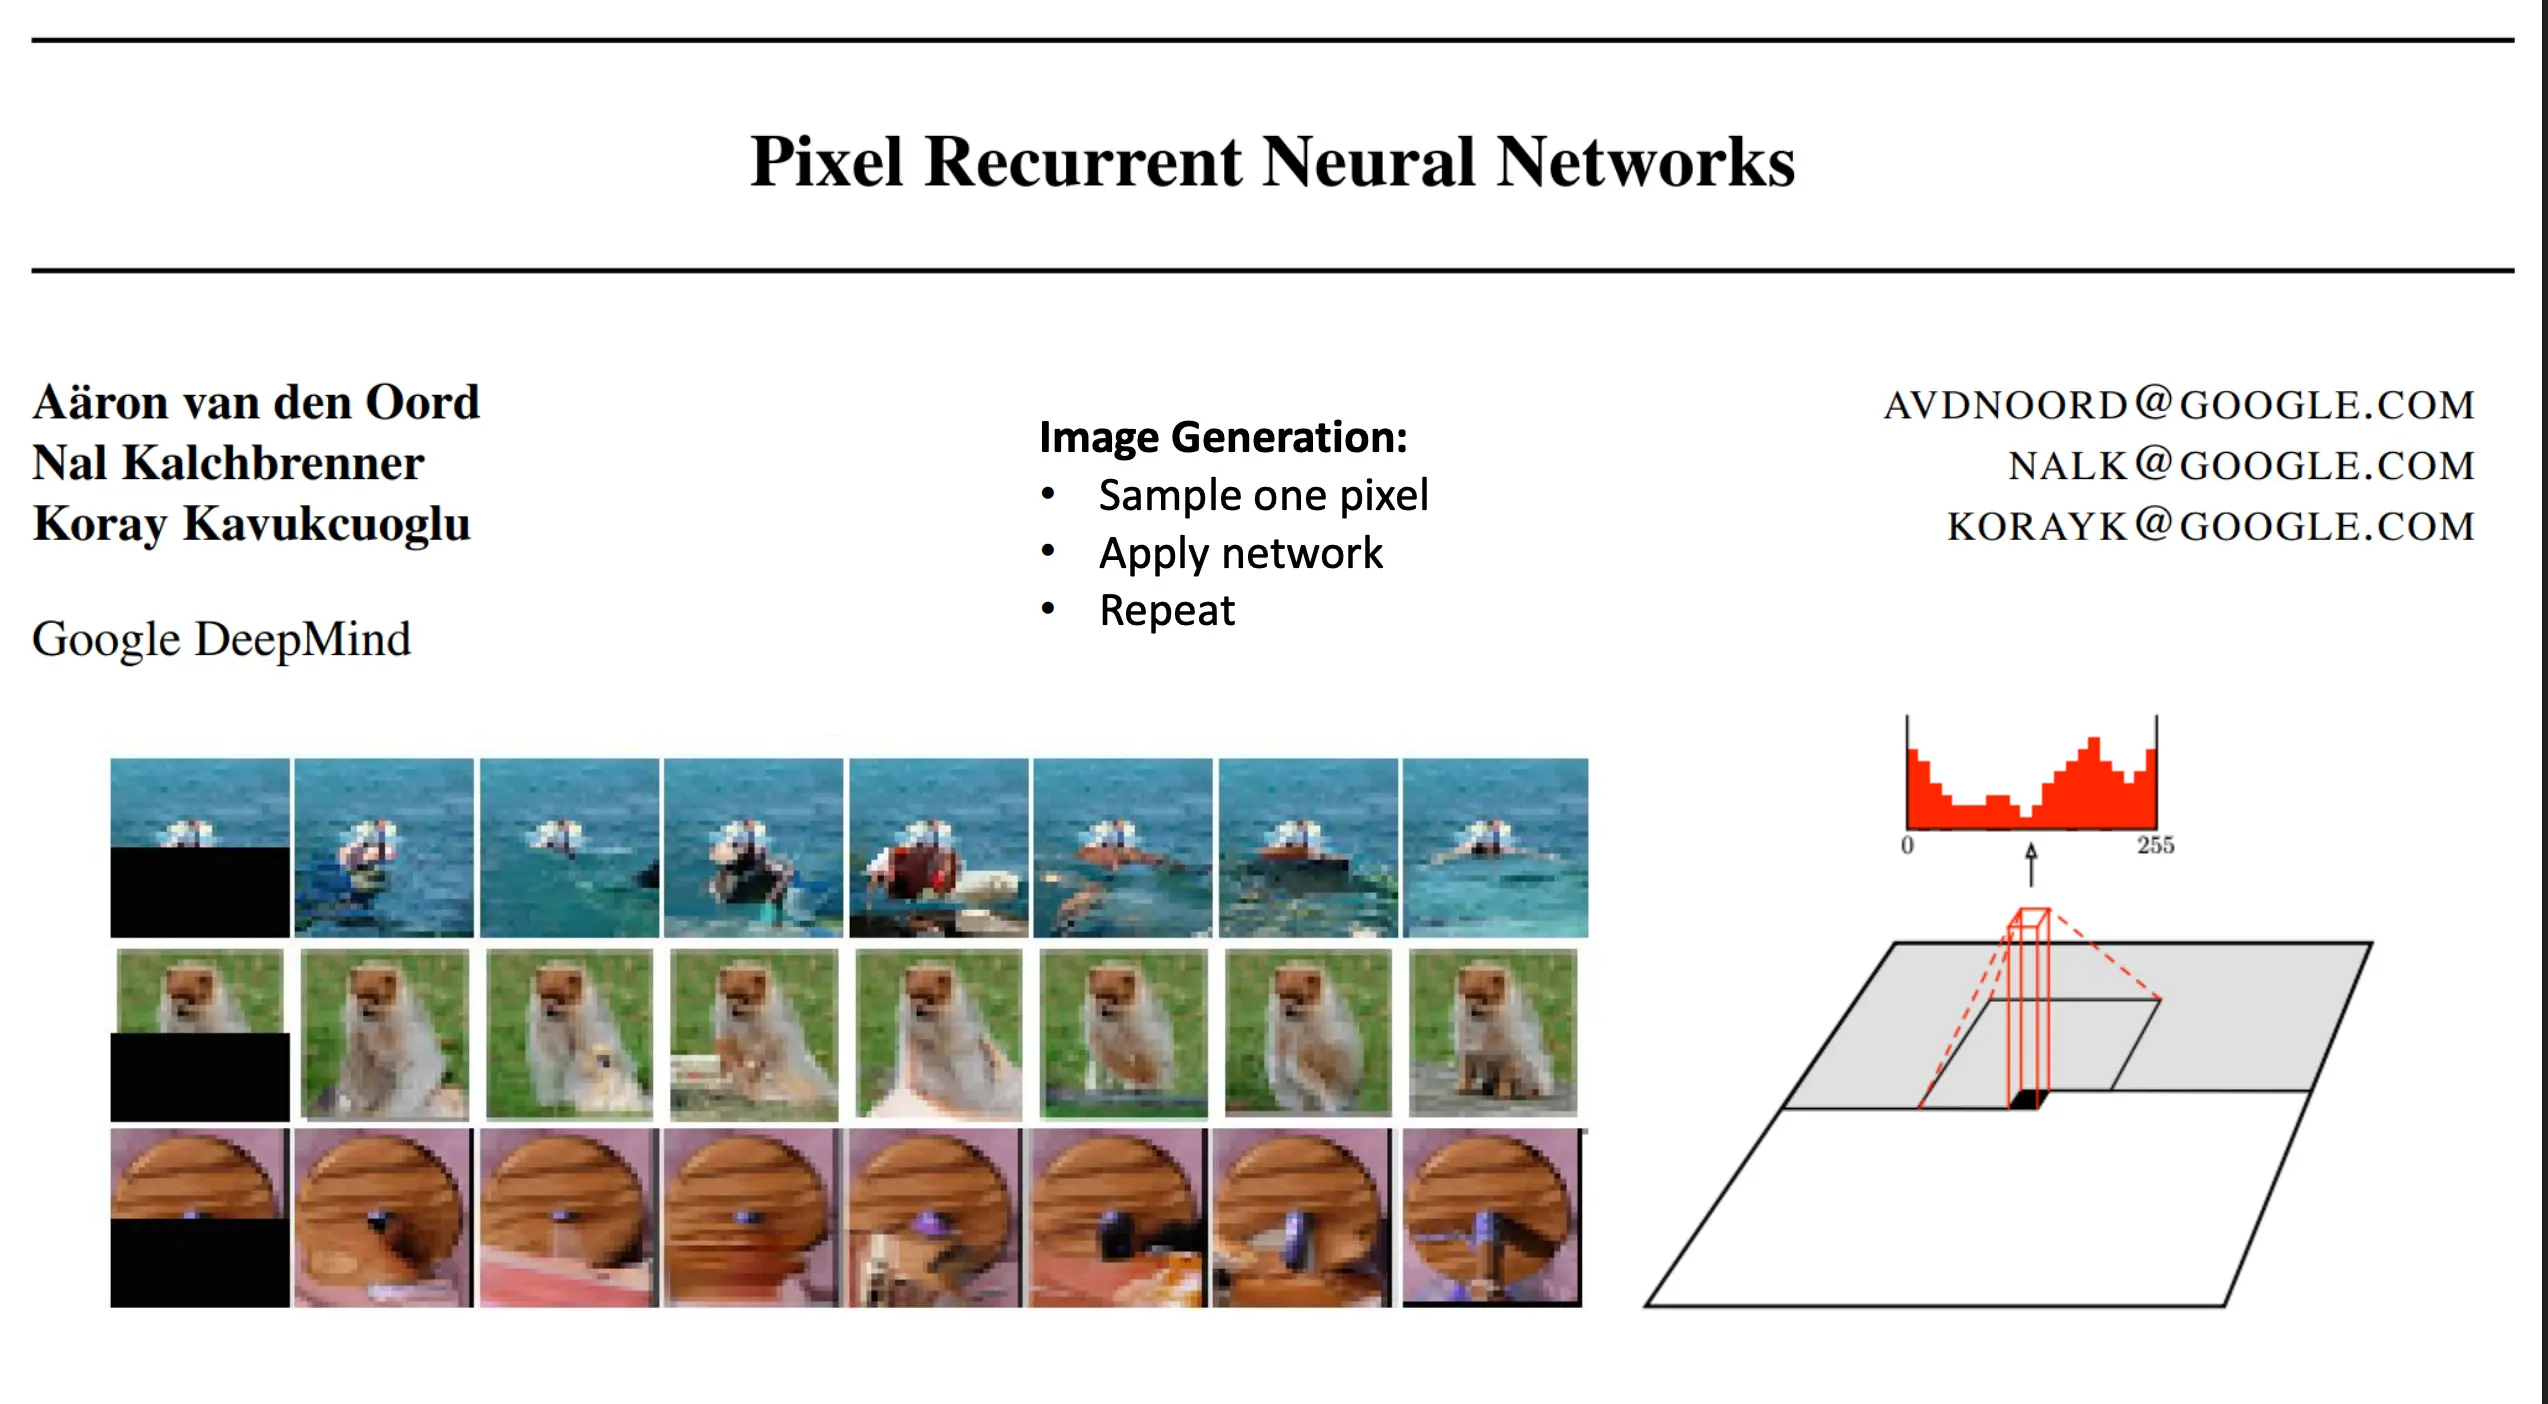 Pixel Recurrent Neural Networks
Aäron van den Oord
Nal Kalchbrenner
Koray Kavukcuoglu
Google DeepMind
Image Generation:
• Sample one pixel
• Apply network
• Repeat
AVDNOORD@GOOGLE.COM
NALK@GOOGLE.COM
KORAYK@GOOGLE.COM
0 255